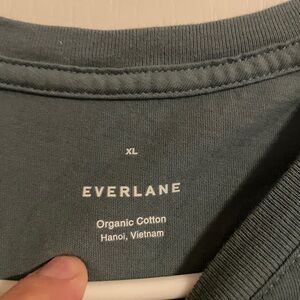 XL
EVERLANE
Organic Cotton
Hanoi, Vietnam